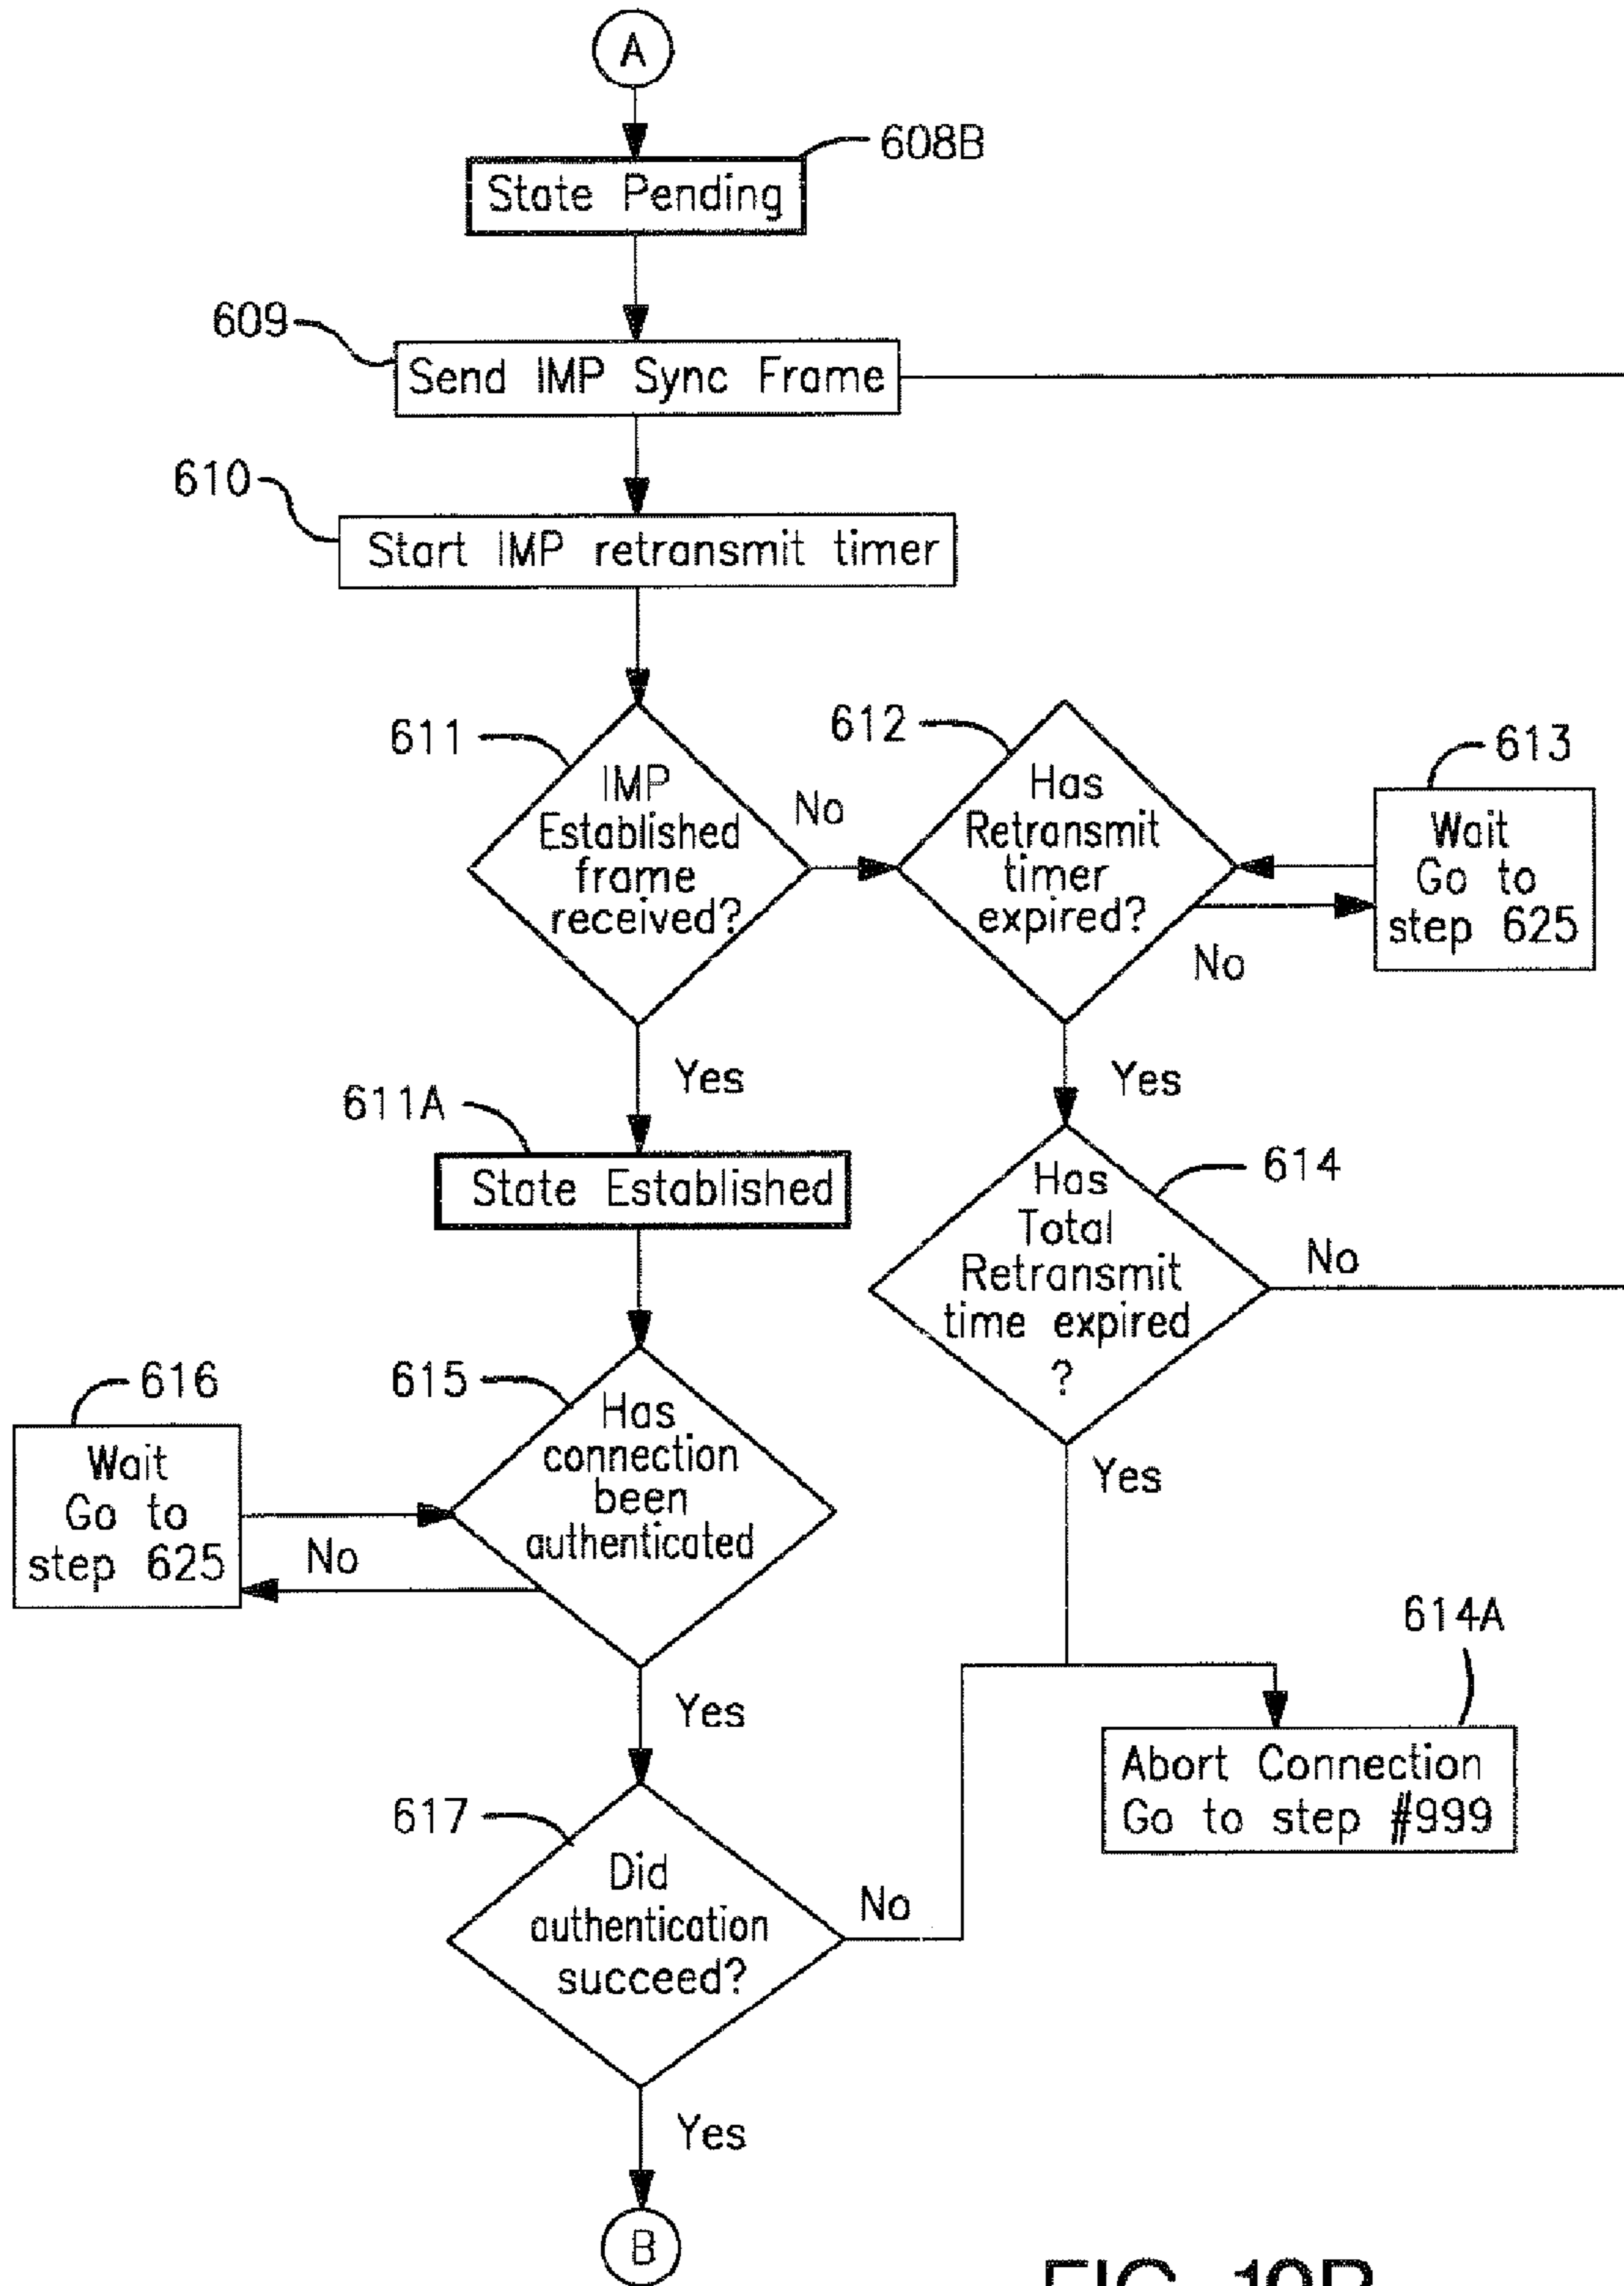 A
608B
State Pending
609
Send IMP Sync Frame
610
Start IMP retransmit timer
611
IMP
Established
frame
received?
No
612
Has
Retransmit
timer
expired?
No
613
Wait
Go to
step 625
Yes
Yes
611A
State Established
614
Has
Total
Retransmit
time expired
?
No
Yes
616
Wait
Go to
step 625
No
615
Has
connection
been
authenticated
Yes
614A
Abort Connection
Go to step #999
617
Did
authentication
succeed?
No
Yes
B